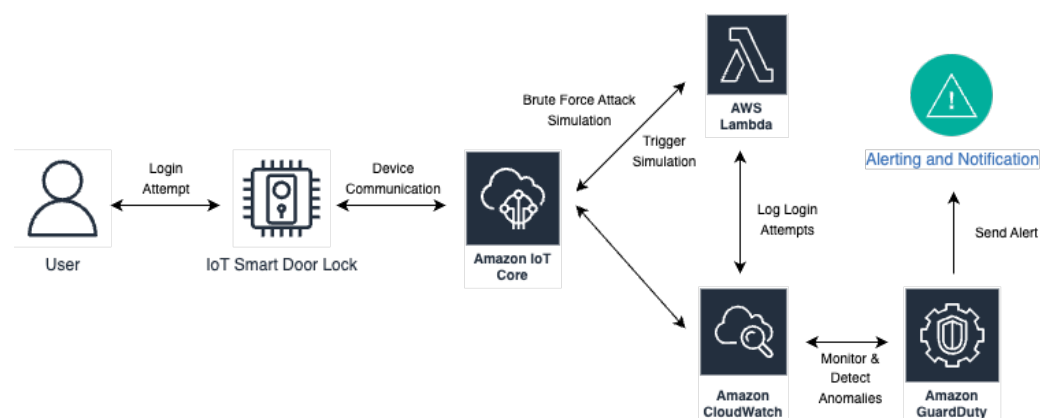 Login
Attempt
User
IoT Smart Door Lock
Device
Communication
Amazon IoT
Core
Brute Force Attack
Simulation
Trigger
Simulation
AWS
Lambda
Log Login
Attempts
Amazon
CloudWatch
Monitor &
Detect
Anomalies
Amazon
GuardDuty
Send Alert
!
Alerting and Notification